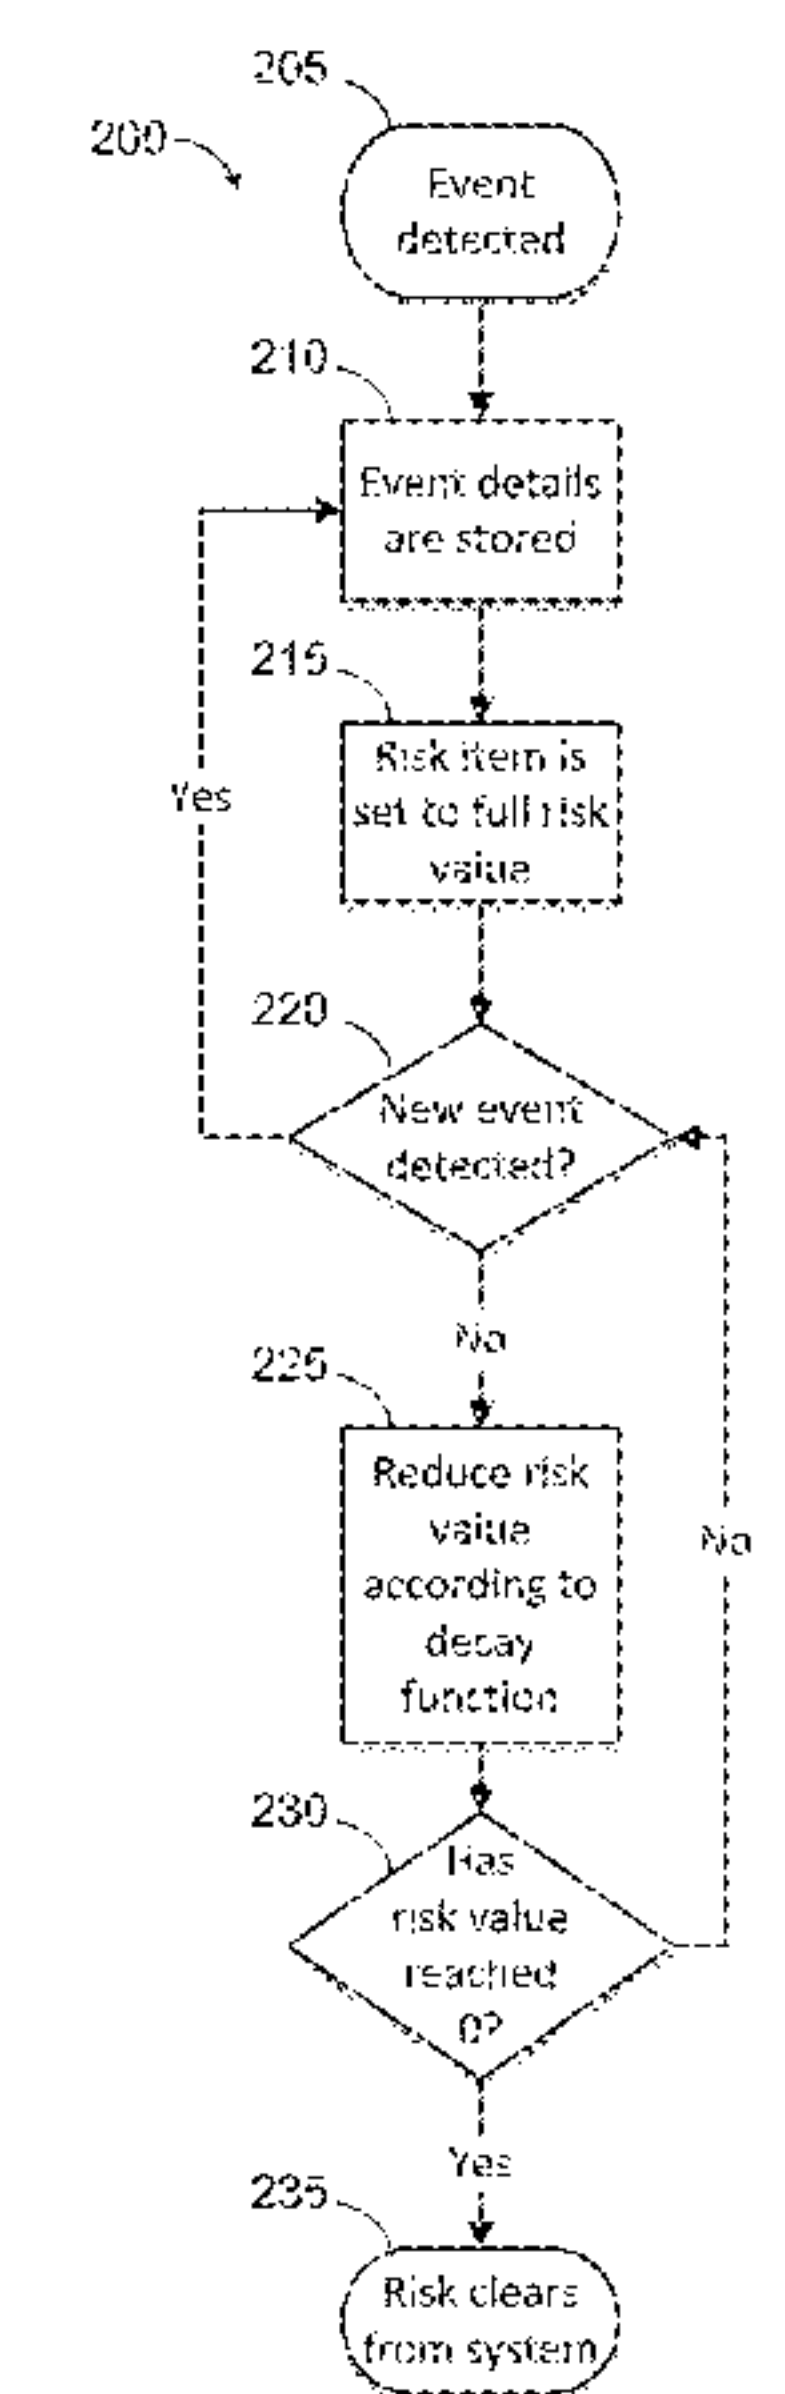 205
200
Event
detected
210
Event details
are stored
215
Risk item is
set to full risk
value
Yes
220
New event
detected?
No
225
Reduce risk
value
according to
decay
function
No
230
Has
risk value
reached
0?
Yes
235
Risk clears
from system